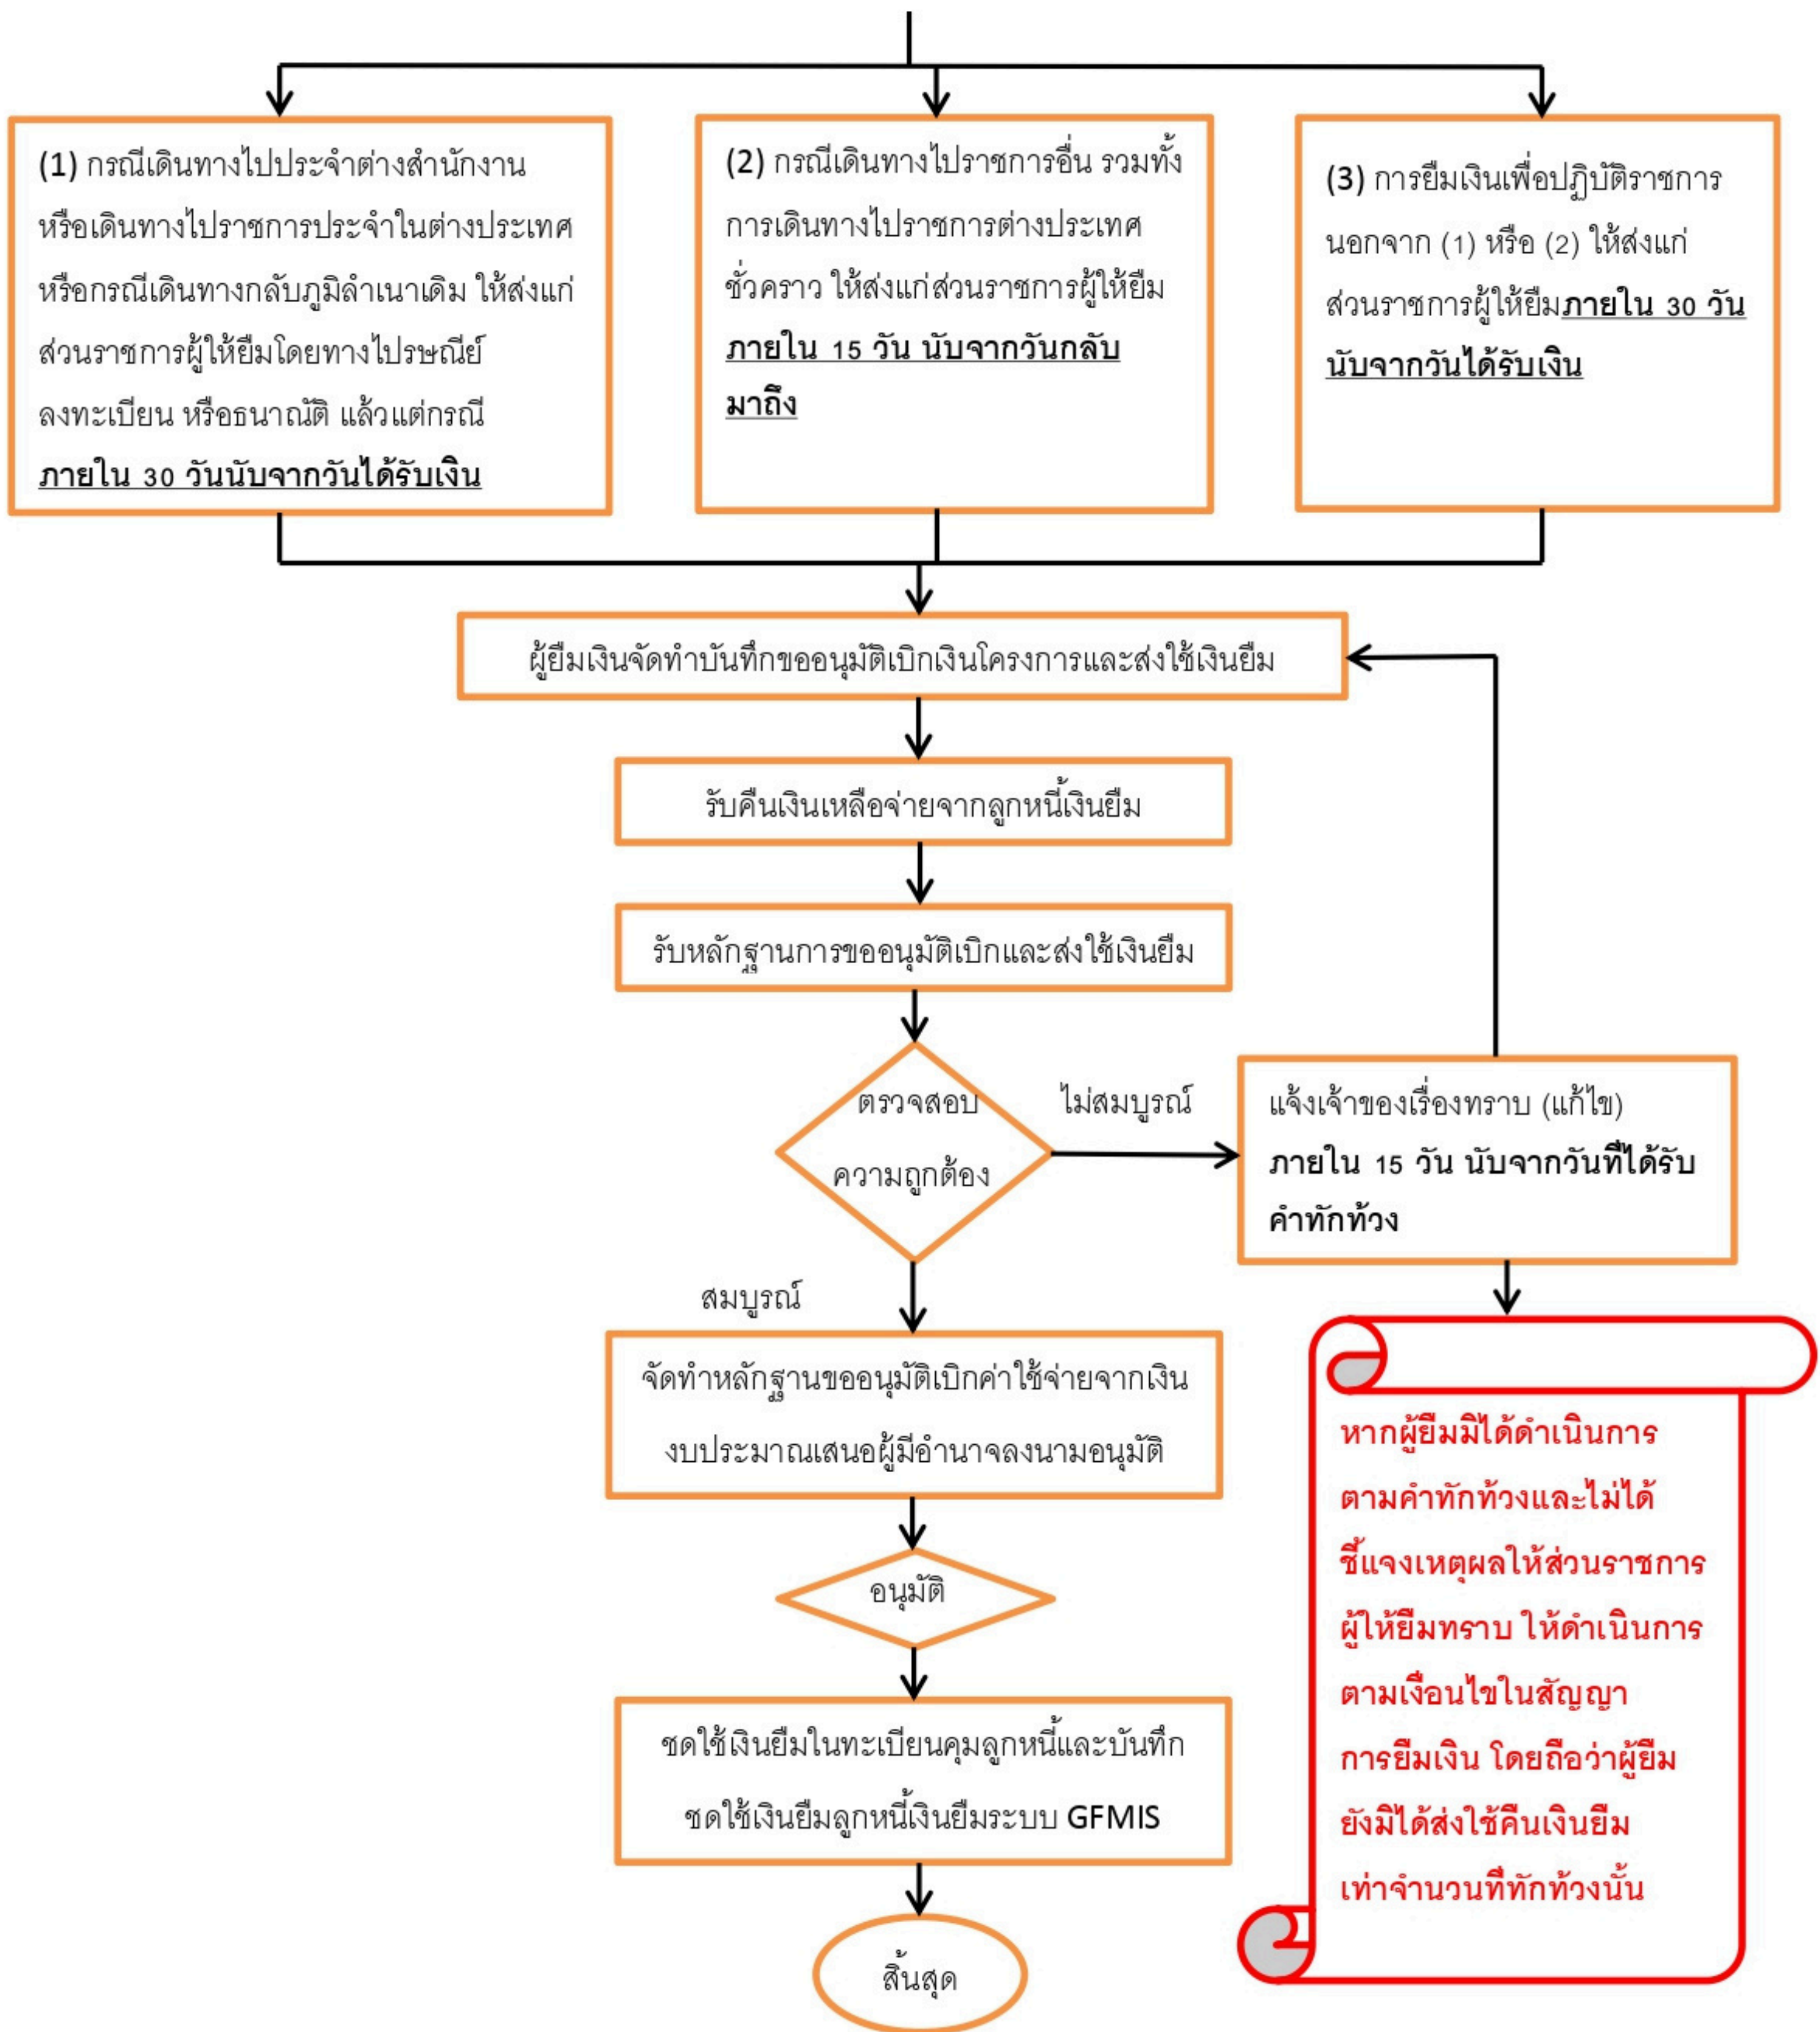 (1) กรณีเดินทางไปประจำต่างสำนักงาน
หรือเดินทางไปราชการประจำในต่างประเทศ
หรือกรณีเดินทางกลับภูมิลำเนาเดิม ให้ส่งแก่
ส่วนราชการผู้ให้ยืมโดยทางไปรษณีย์
ลงทะเบียน หรือธนาณัติ แล้วแต่กรณี
ภายใน 30 วันนับจากวันได้รับเงิน
(2) กรณีเดินทางไปราชการอื่น รวมทั้ง
การเดินทางไปราชการต่างประเทศ
ชั่วคราว ให้ส่งแก่ส่วนราชการผู้ให้ยืม
ภายใน 15 วัน นับจากวันกลับ
มาถึง
(3) การยืมเงินเพื่อปฏิบัติราชการ
นอกจาก (1) หรือ (2) ให้ส่งแก่
ส่วนราชการผู้ให้ยืมภายใน 30 วัน
นับจากวันได้รับเงิน
ผู้ยืมเงินจัดทำบันทึกขออนุมัติเบิกเงินโครงการและส่งใช้เงินยืม
รับคืนเงินเหลือจ่ายจากลูกหนี้เงินยืม
รับหลักฐานการขออนุมัติเบิกและส่งใช้เงินยืม
ตรวจสอบ
ความถูกต้อง
ไม่สมบูรณ์
แจ้งเจ้าของเรื่องทราบ (แก้ไข)
ภายใน 15 วัน นับจากวันที่ได้รับ
คำทักท้วง
สมบูรณ์
จัดทำหลักฐานขออนุมัติเบิกค่าใช้จ่ายจากเงิน
งบประมาณเสนอผู้มีอำนาจลงนามอนุมัติ
อนุมัติ
ชดใช้เงินยืมในทะเบียนคุมลูกหนี้และบันทึก
ชดใช้เงินยืมลูกหนี้เงินยืมระบบ GFMIS
สิ้นสุด
หากผู้ยืมมิได้ดำเนินการ
ตามคำทักท้วงและไม่ได้
ชี้แจงเหตุผลให้ส่วนราชการ
ผู้ให้ยืมทราบ ให้ดำเนินการ
ตามเงื่อนไขในสัญญา
การยืมเงิน โดยถือว่าผู้ยืม
ยังมิได้ส่งใช้คืนเงินยืม
เท่าจำนวนที่ทักท้วงนั้น